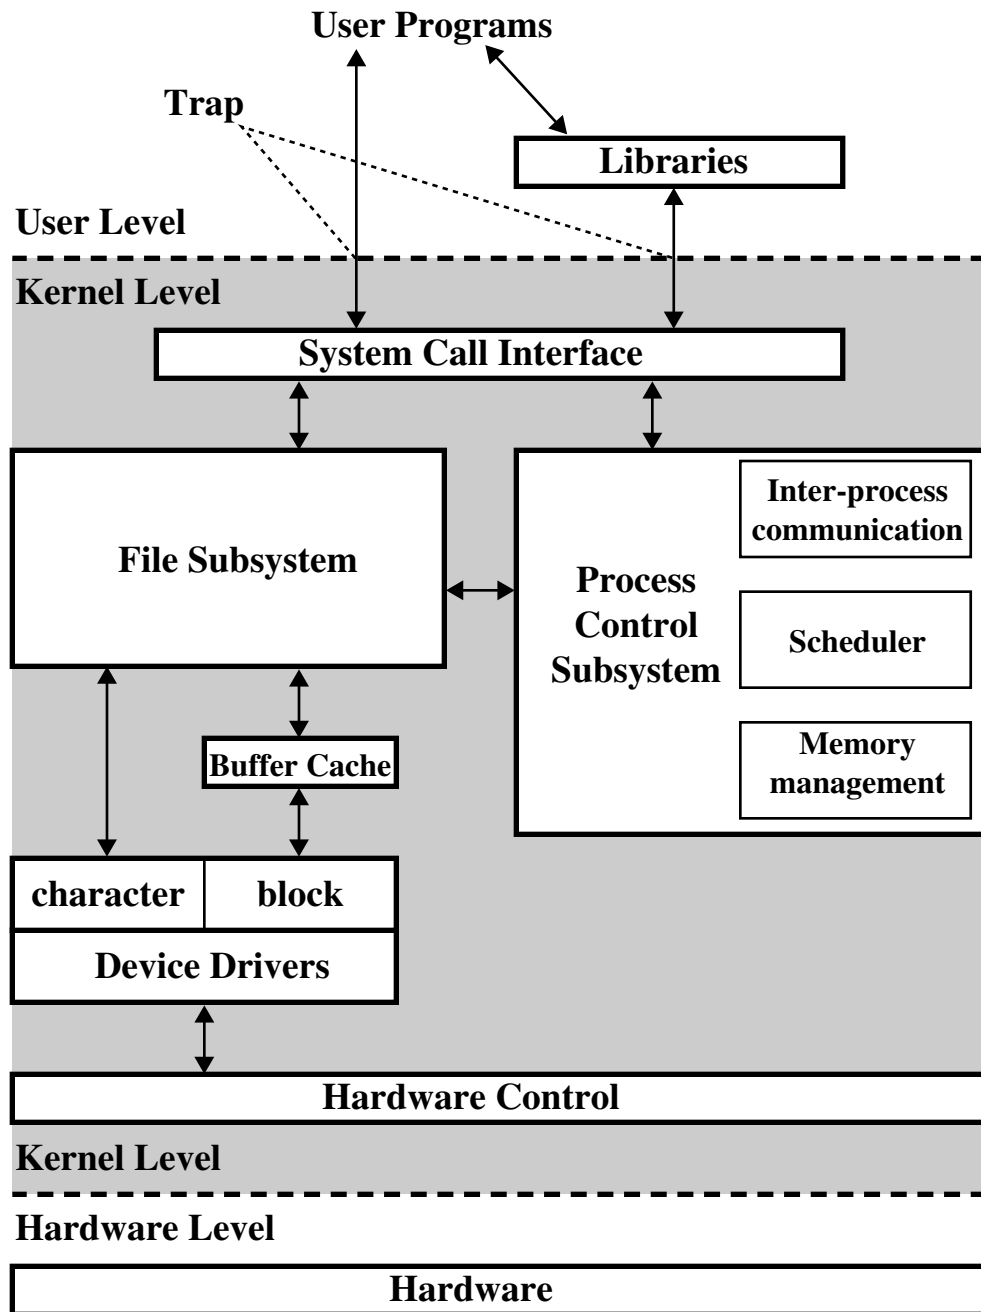 User Programs
Trap
Libraries
User Level
Kernel Level
System Call Interface
File Subsystem
Process
Control
Subsystem
Inter-process
communication
Scheduler
Memory
management
Buffer Cache
character
block
Device Drivers
Hardware Control
Kernel Level
Hardware Level
Hardware